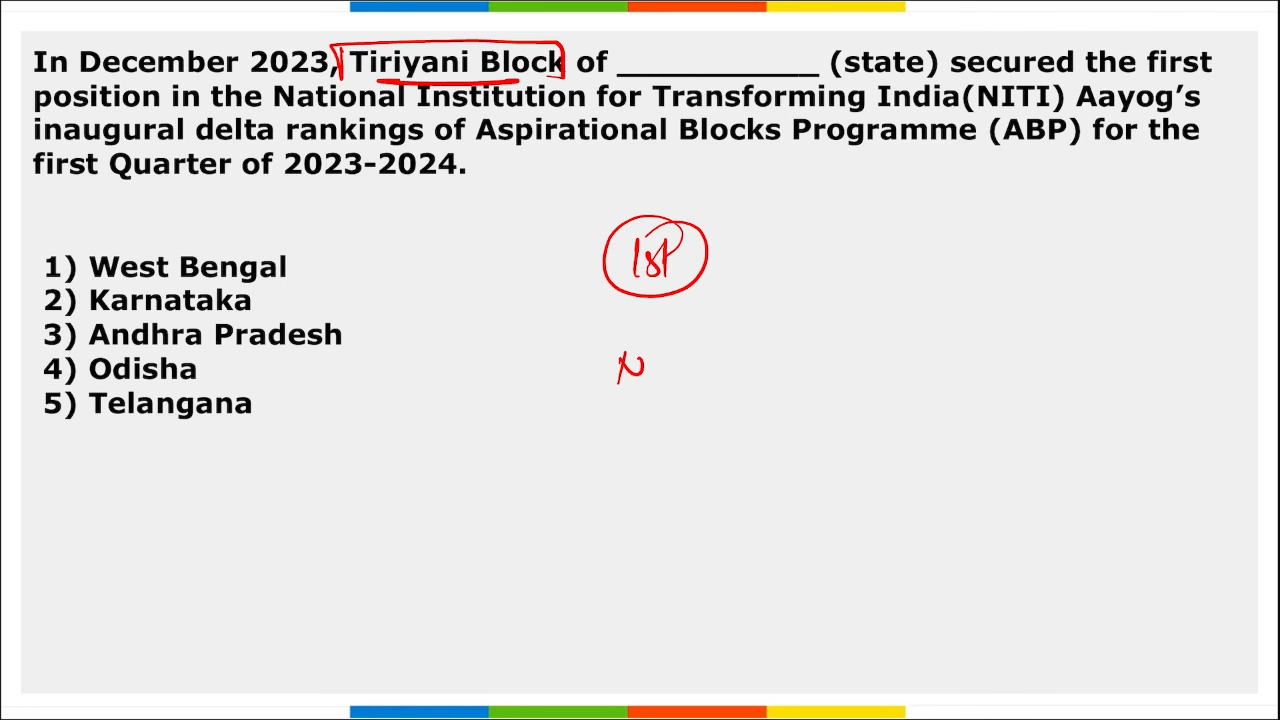 In December 2023, Tiriyani Block of ____________ (state) secured the first
position in the National Institution for Transforming India(NITI) Aayog’s
inaugural delta rankings of Aspirational Blocks Programme (ABP) for the
first Quarter of 2023-2024.
1st
1) West Bengal
2) Karnataka
3) Andhra Pradesh
4) Odisha
5) Telangana